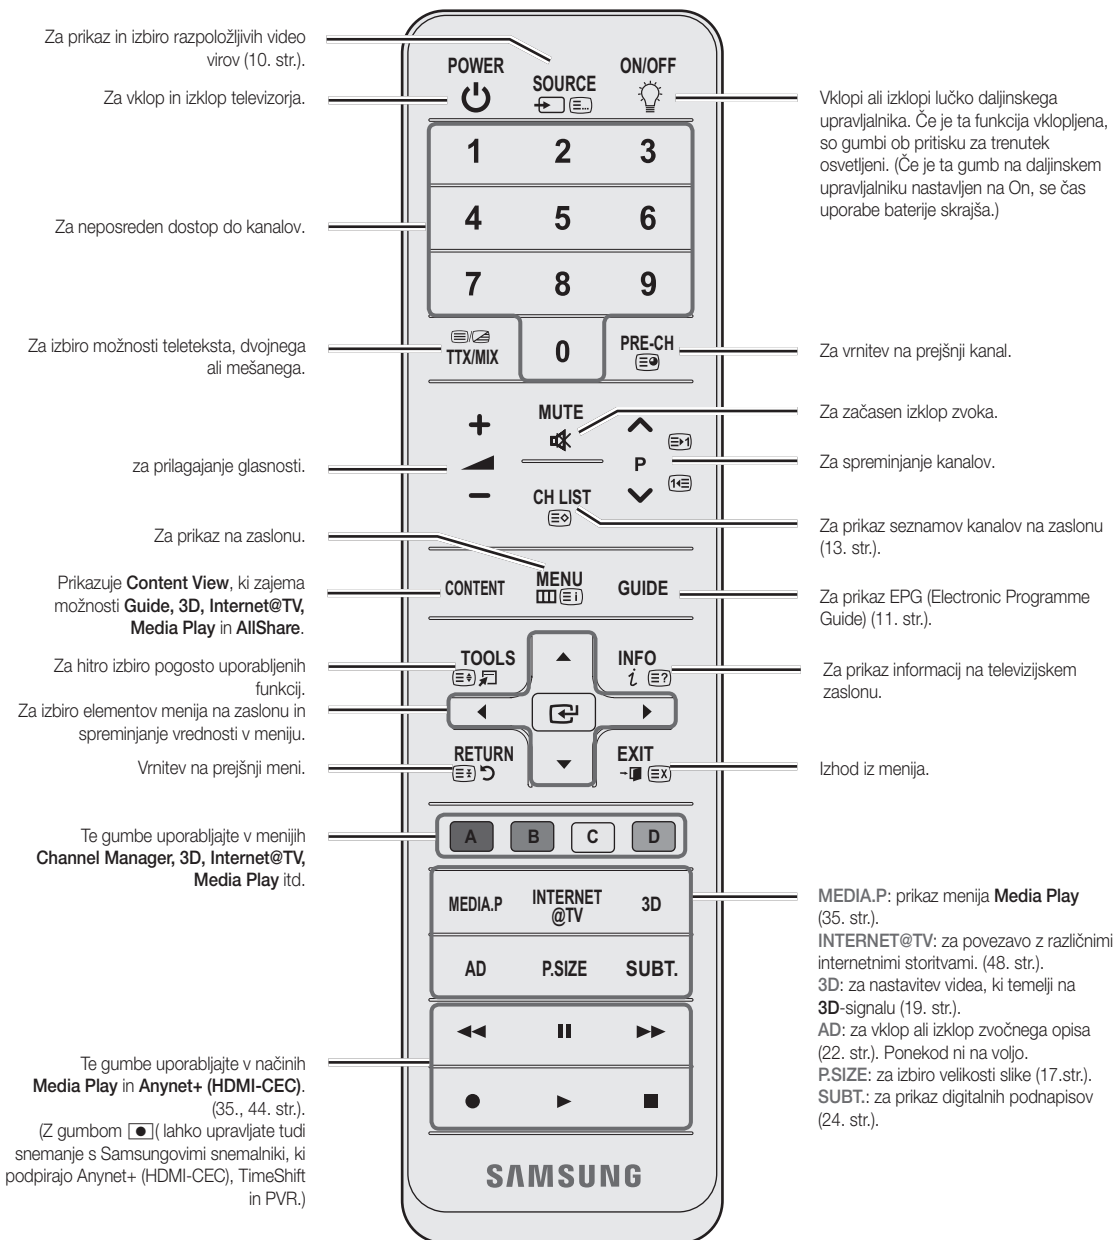 Za prikaz in izbiro razpoložljivih video
virov (10. str.).
Za vklop in izklop televizorja.
Za neposreden dostop do kanalov.
Za izbiro možnosti teleteksta, dvojnega
ali mešanega.
za prilagajanje glasnosti.
Za prikaz na zaslonu.
Prikazuje Content View, ki zajema
možnosti Guide, 3D, Internet@TV,
Media Play in AllShare.
Za hitro izbiro pogosto uporabljenih
funkcij.
Za izbiro elementov menija na zaslonu in
spreminjanje vrednosti v meniju.
Vrnitev na prejšnji meni.
Te gumbe uporabljajte v menijih
Channel Manager, 3D, Internet@TV,
Media Play itd.
Te gumbe uporabljajte v načinih
Media Play in Anynet+ (HDMI-CEC).
(35., 44. str.).
(Z gumbom ( lahko upravljate tudi
snemanje s Samsungovimi snemalniki, ki
podpirajo Anynet+ (HDMI-CEC), TimeShift
in PVR.)
POWER
SOURCE
ON/OFF
1 2 3
4 5 6
7 8 9
TTX/MIX
0
PRE-CH
+
MUTE
P
−
CH LIST
CONTENT
MENU
GUIDE
TOOLS
INFO
RETURN
EXIT
A B C D
MEDIA.P
INTERNET
@TV
3D
AD
P.SIZE
SUBT.
SAMSUNG
Vklopi ali izklopi lučko daljinskega
upravljalnika. Če je ta funkcija vklopljena,
so gumbi ob pritisku za trenutek
osvetljeni. (Če je ta gumb na daljinskem
upravljalniku nastavljen na On, se čas
uporabe baterije skrajša.)
Za vrnitev na prejšnji kanal.
Za začasen izklop zvoka.
Za spreminjanje kanalov.
Za prikaz seznamov kanalov na zaslonu
(13. str.).
Za prikaz EPG (Electronic Programme
Guide) (11. str.).
Za prikaz informacij na televizijskem
zaslonu.
Izhod iz menija.
MEDIA.P: prikaz menija Media Play
(35. str.).
INTERNET@TV: za povezavo z različnimi
internetnimi storitvami. (48. str.).
3D: za nastavitev videa, ki temelji na
3D-signalu (19. str.).
AD: za vklop ali izklop zvočnega opisa
(22. str.). Ponekod ni na voljo.
P.SIZE: za izbiro velikosti slike (17.str.).
SUBT.: za prikaz digitalnih podnapisov
(24. str.).